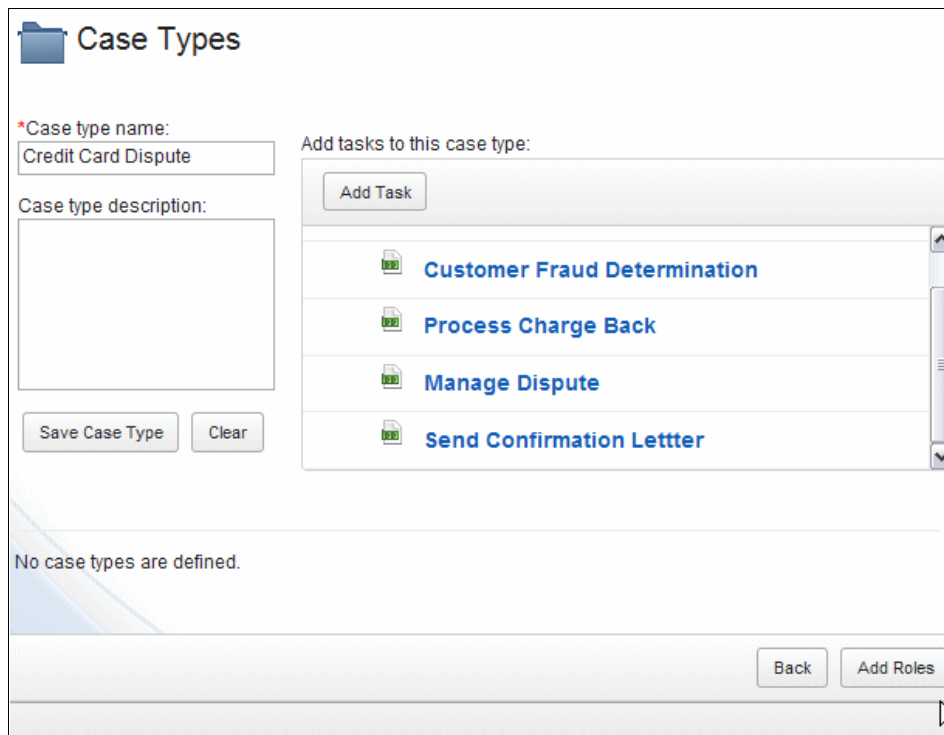 Case Types
*Case type name:
Credit Card Dispute
Case type description:
Save Case Type
Clear
Add tasks to this case type:
Add Task
Customer Fraud Determination
Process Charge Back
Manage Dispute
Send Confirmation Lettter
No case types are defined.
Back
Add Roles